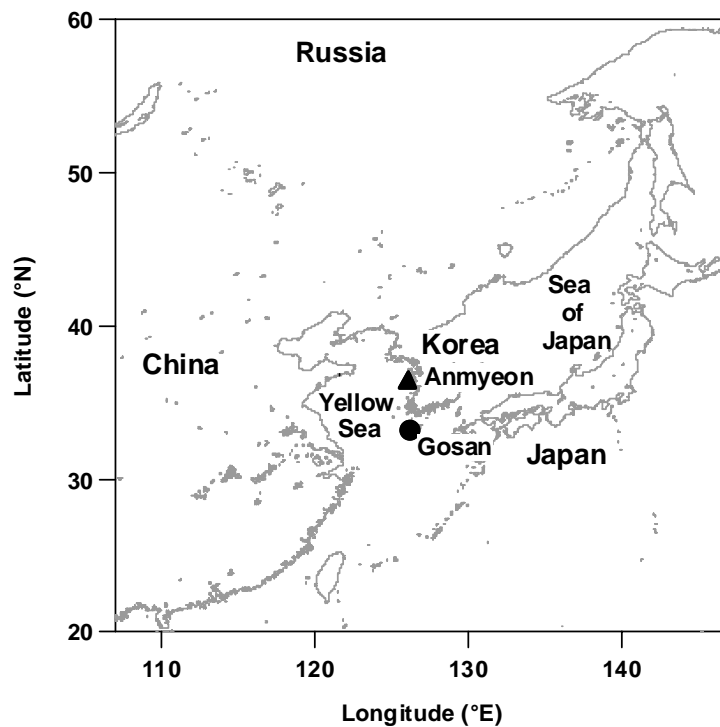 60
Russia
50
Latitude (°N)
Sea
of
Japan
40
Korea
China
Anmyeon
Yellow
Sea
Gosan
Japan
30
20
110 120 130 140
Longitude (°E)